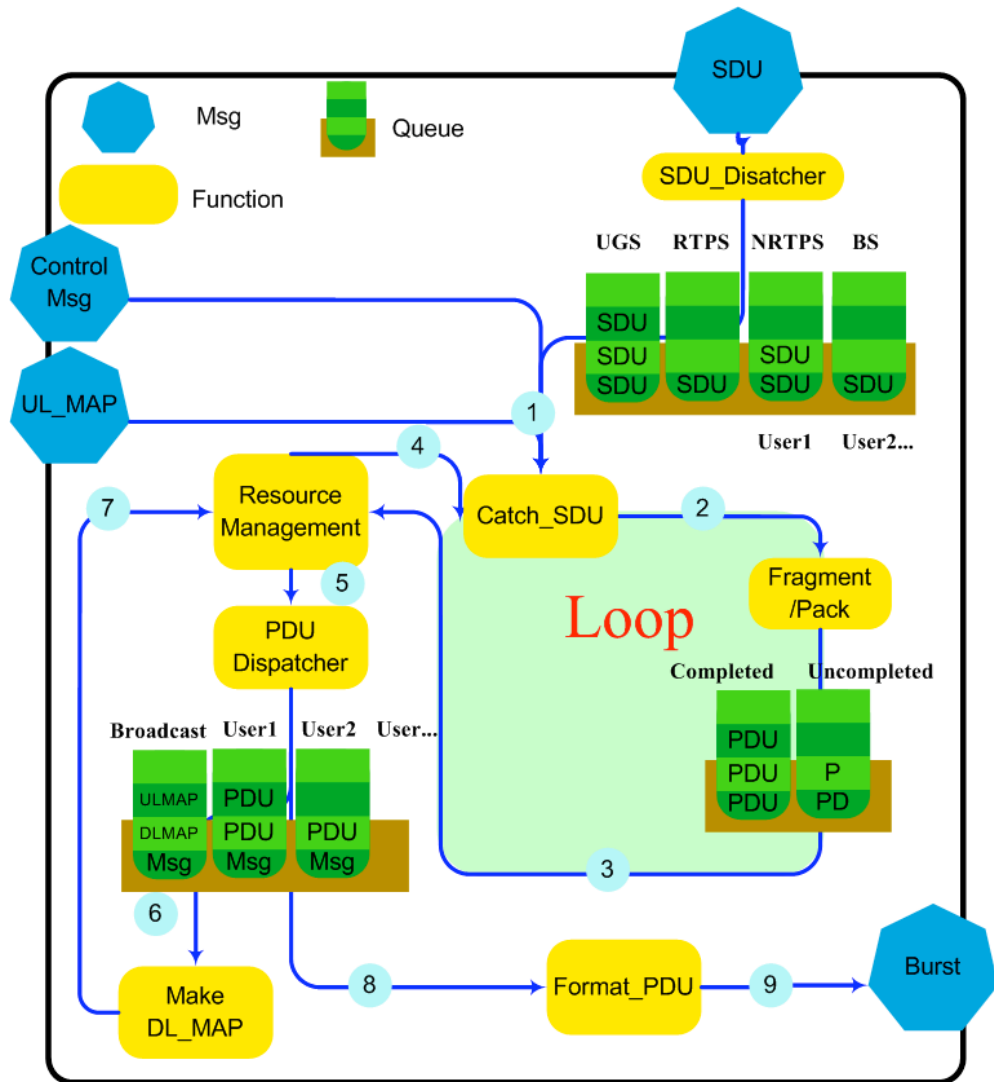 SDU
Msg
Queue
Function
SDU_Disatcher
UGS RTPS NRTPS BS
Control
Msg
SDU
SDU SDU
SDU SDU SDU SDU
UL_MAP
1
User1 User2...
4
Resource
Management
7
Catch_SDU
2
5
Fragment
/Pack
Loop
PDU
Dispatcher
Completed Uncompleted
Broadcast User1 User2 User...
PDU
PDU P
PDU PD
ULMAP PDU
DLMAP PDU PDU
Msg Msg Msg
3
6
Make
DL_MAP
8
Format_PDU
9
Burst